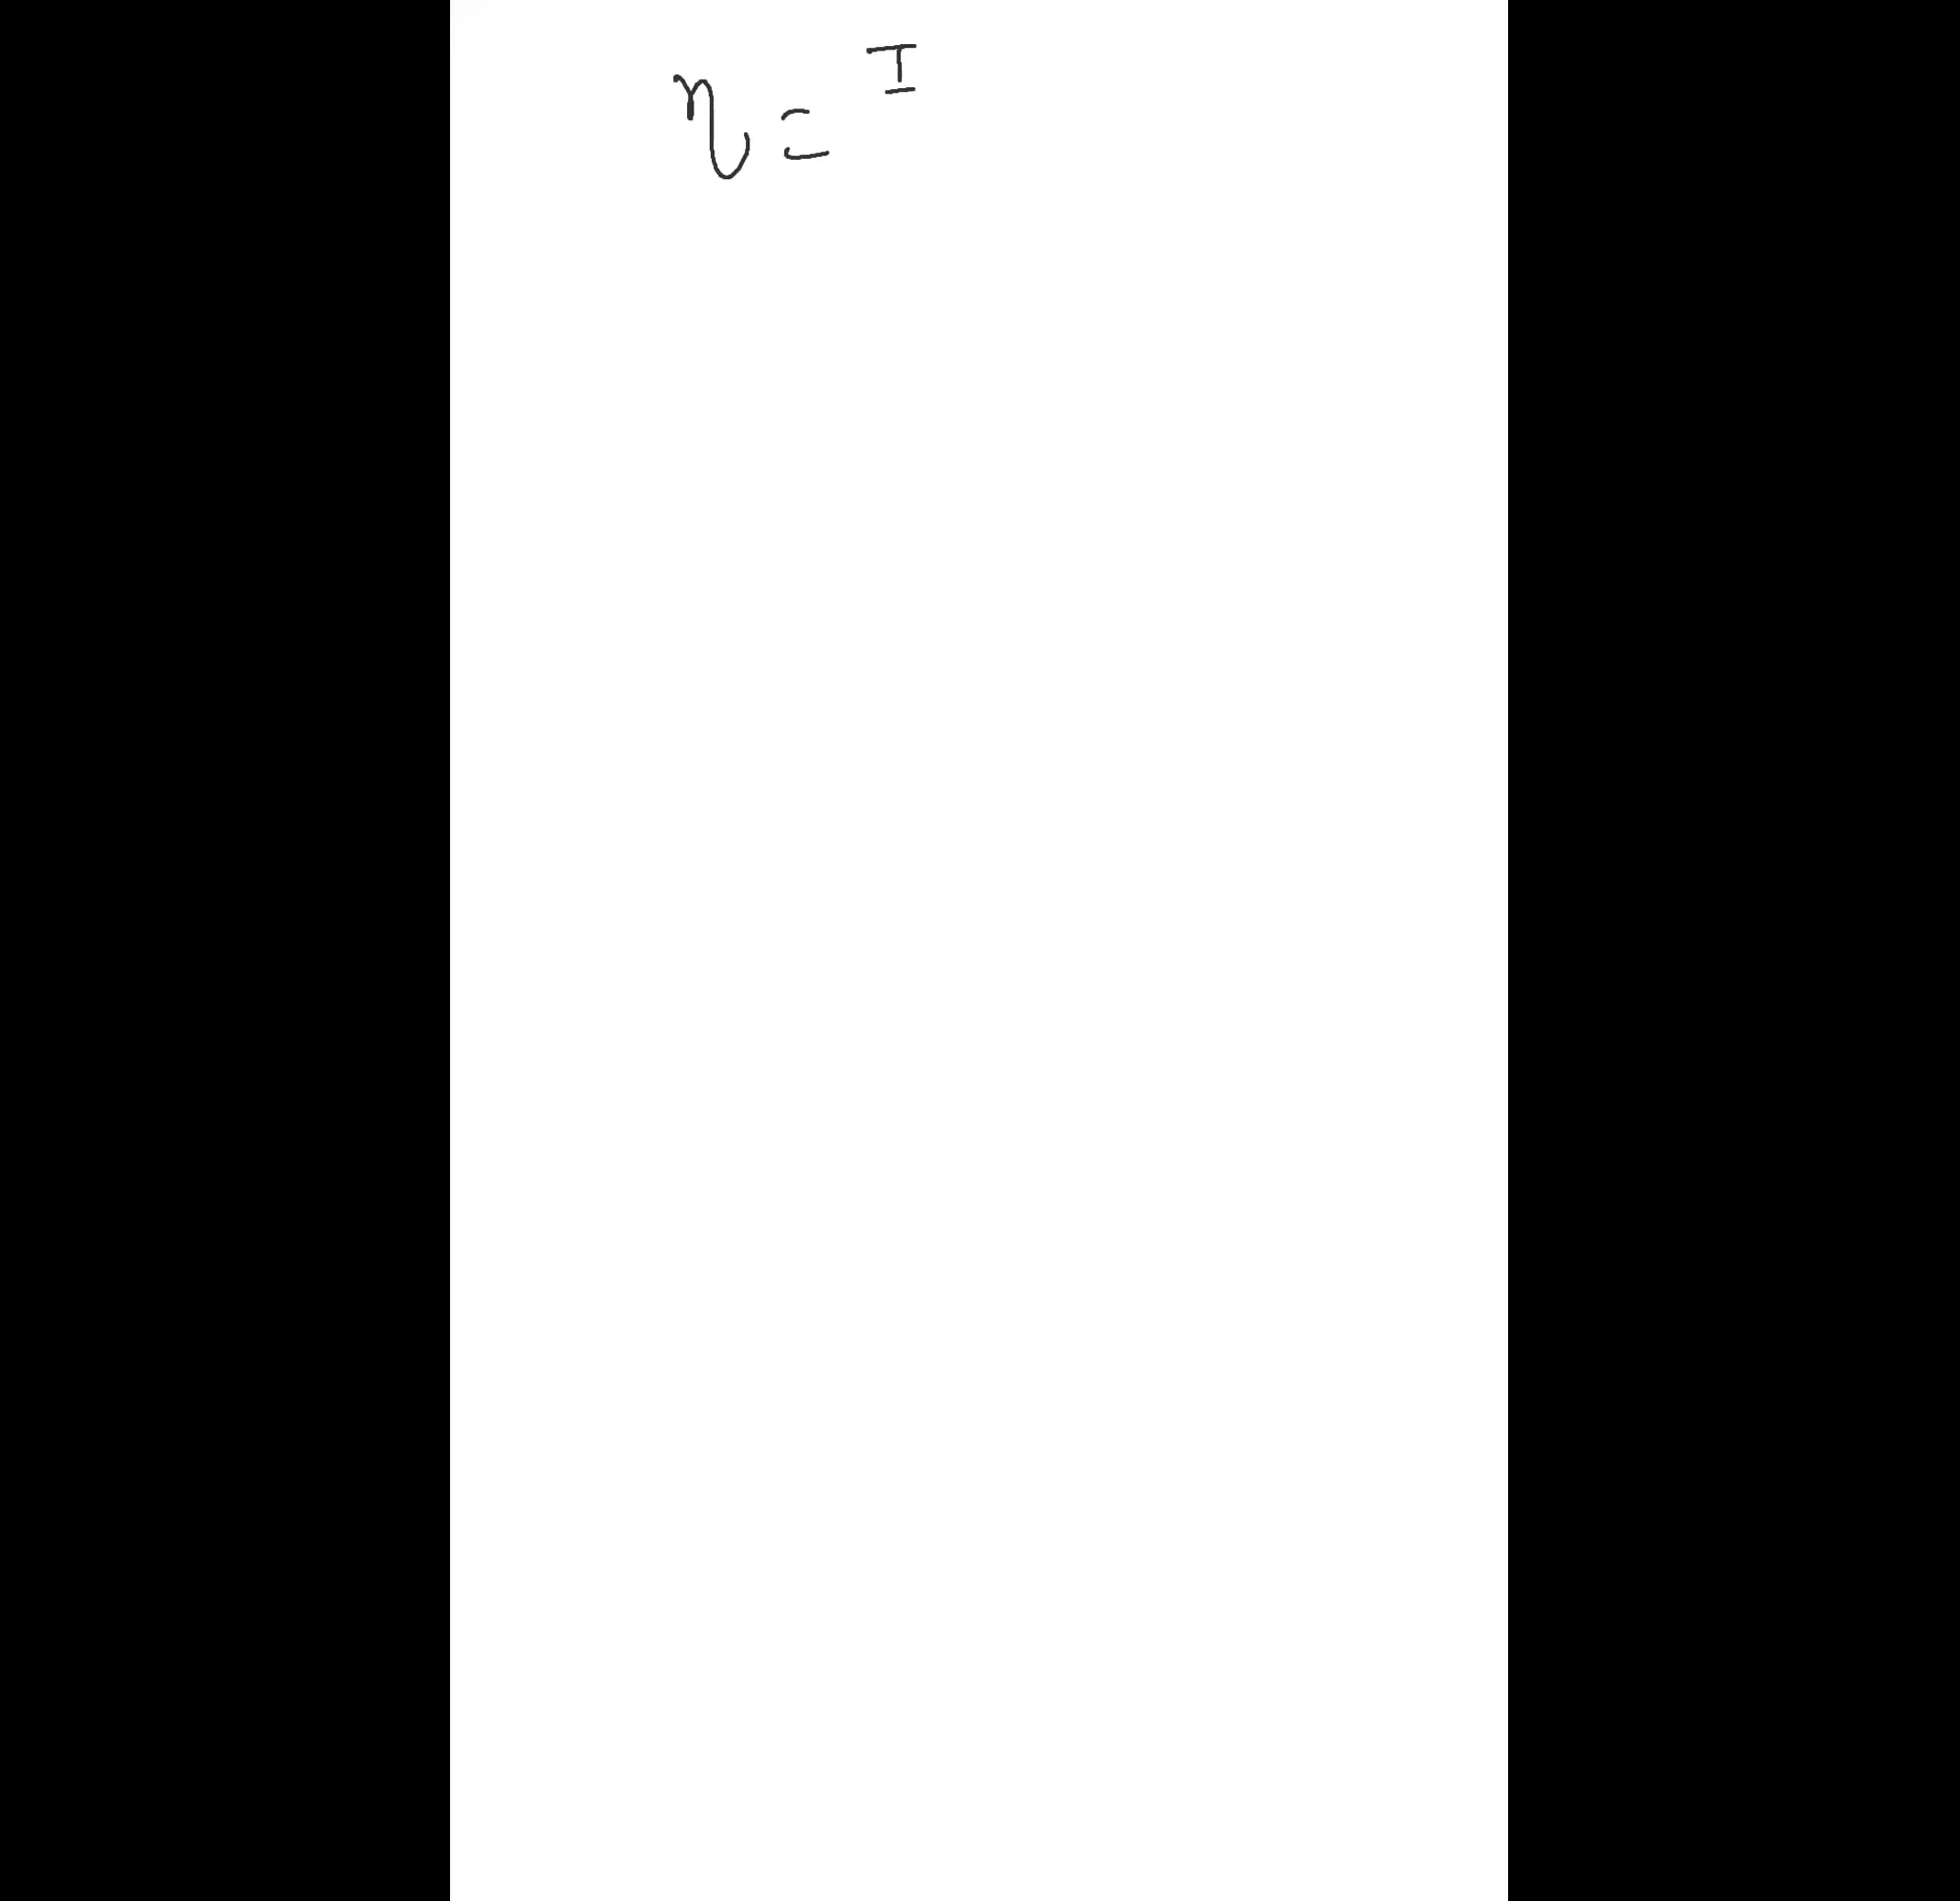 η = I